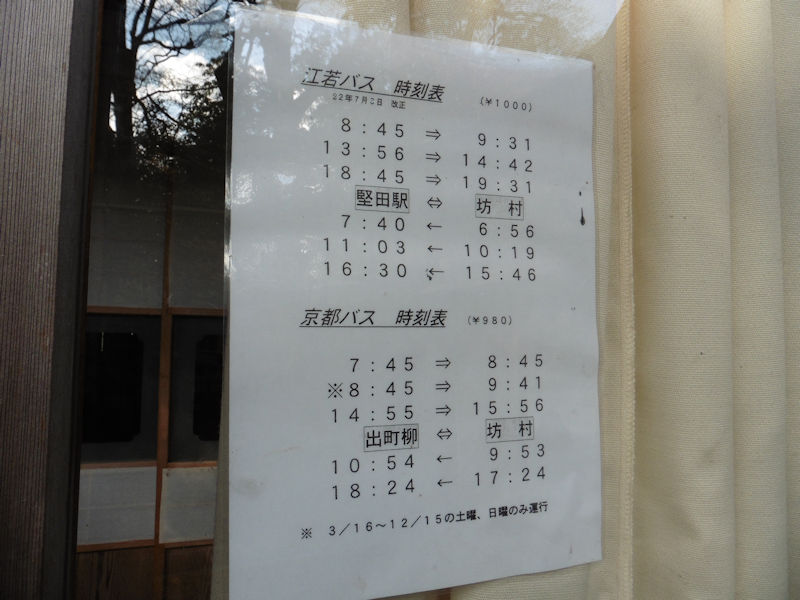 江若バス 時刻表 (¥1000)
22年7月 日 改正
8:45 ⇒ 9:31
13:56 ⇒ 14:42
18:45 ⇒ 19:31
堅田駅 ⇔ 坊 村
7:40 ← 6:56
11:03 ← 10:19
16:30 ← 15:46
京都バス 時刻表 (¥980)
7:45 ⇒ 8:45
※8:45 ⇒ 9:41
14:55 ⇒ 15:56
出町柳 ⇔ 坊 村
10:54 ← 9:53
18:24 ← 17:24
※ 3/16~12/15の土曜、日曜のみ運行